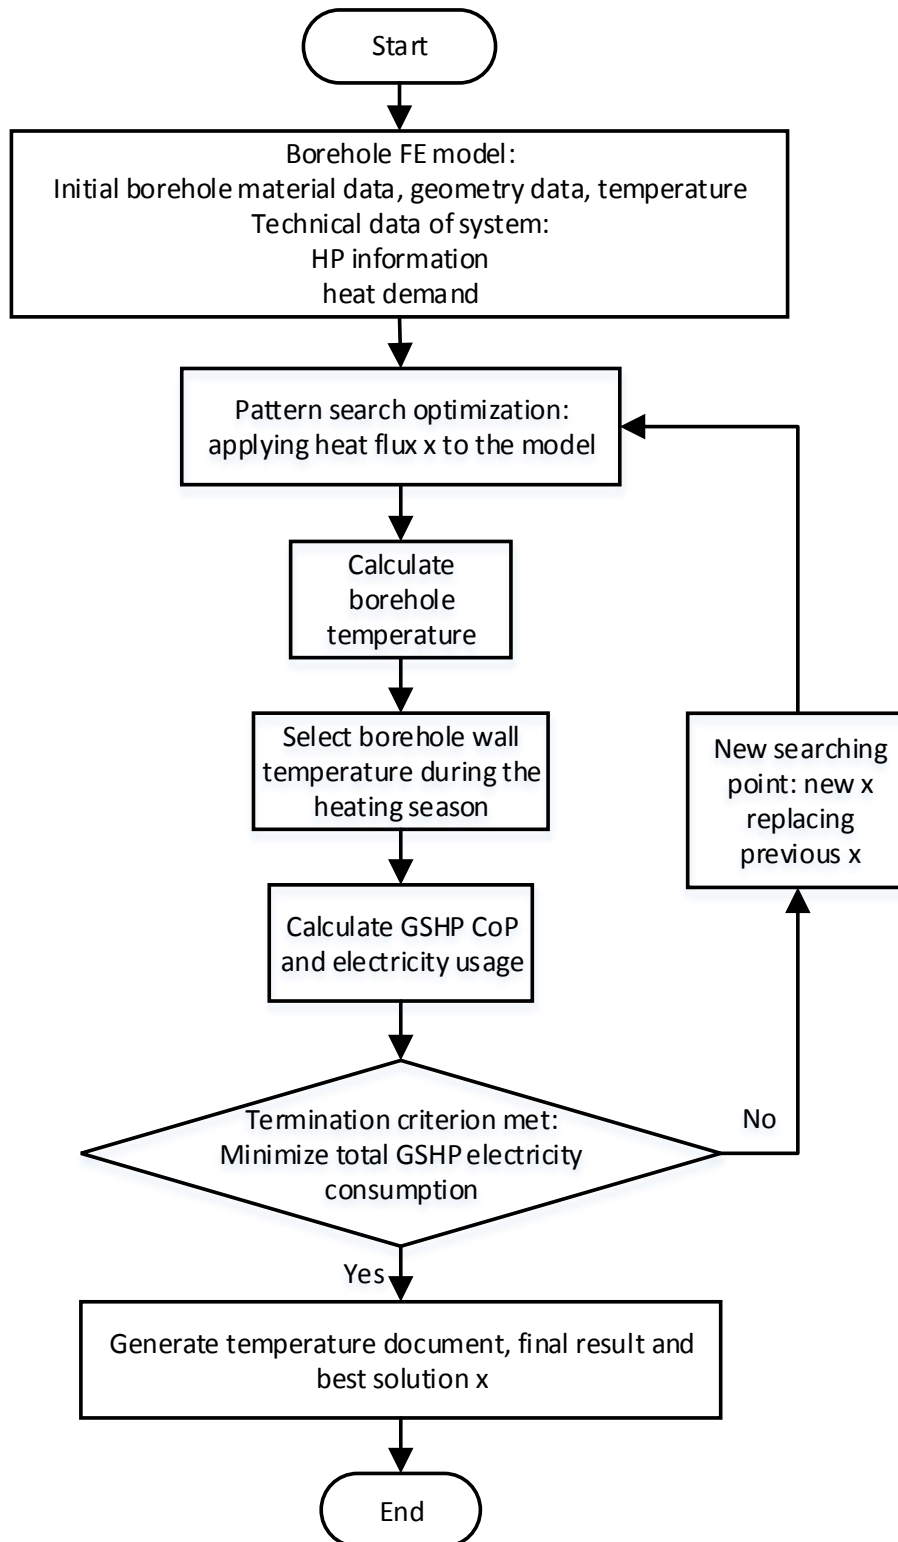 Start
Borehole FE model:
Initial borehole material data, geometry data, temperature
Technical data of system:
HP information
heat demand
Pattern search optimization:
applying heat flux x to the model
Calculate
borehole
temperature
Select borehole wall
temperature during the
heating season
New searching
point: new x
replacing
previous x
Calculate GSHP CoP
and electricity usage
Termination criterion met:
Minimize total GSHP electricity
consumption
No
Yes
Generate temperature document, final result and
best solution x
End